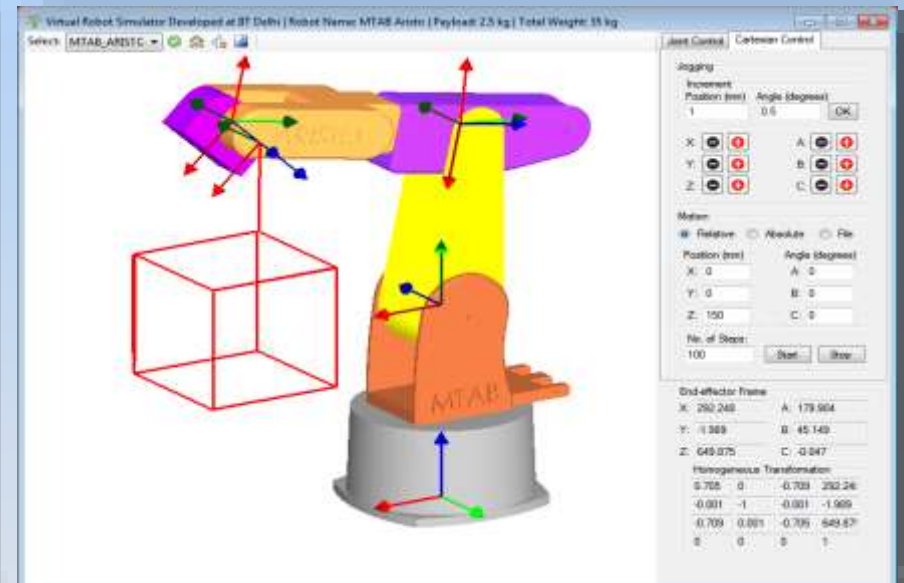 Virtual Robot Simulator Developed at IIT Delhi | Robot Name: MTAB Aristo | Payload: 2.5 kg | Total Weight: 35 kg
Select: MTAB_ARISTC
Joint Control Cartesian Control
Jogging
Increment
Position (mm) Angle (degrees)
1 0.5 OK
X: A:
Y: B:
Z: C:
Motion
Relative Absolute File
Position (mm) Angle (degrees)
X: 0 A: 0
Y: 0 B: 0
Z: 150 C: 0
No. of Steps:
100 Start Stop
End-effector Frame
X: 292.248 A: 179.904
Y: -1.989 B: 45.149
Z: 649.875 C: -0.047
Homogeneous Transformation
0.705 0 -0.709 292.24
-0.001 -1 -0.001 -1.989
-0.709 0.001 -0.705 649.87
0 0 0 1
ARISTO
MTAB